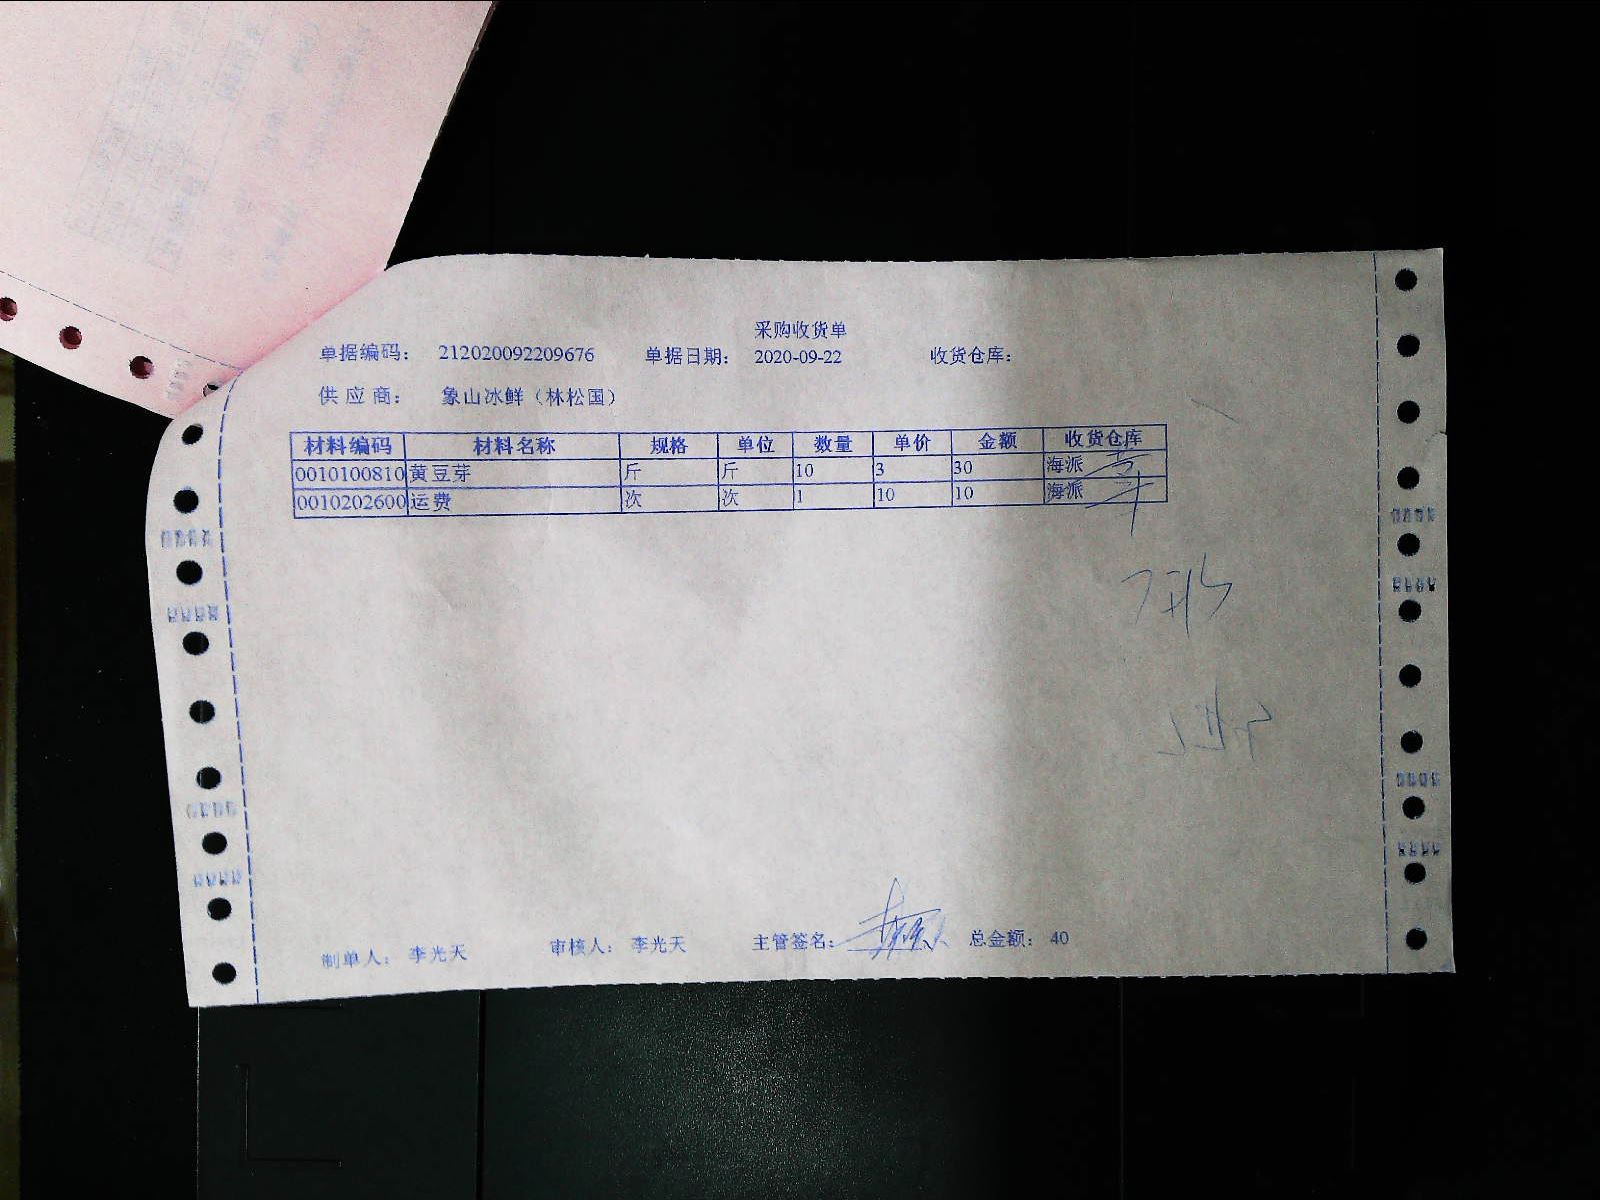 采购收货单
单据编码： 212020092209676 单据日期： 2020-09-22 收货仓库：
供应商： 象山冰鲜（林松国）
材料编码 材料名称 规格 单位 数量 单价 金额 收货仓库
0010100810 黄豆芽 斤 斤 10 3 30 海派
0010202600 运费 次 次 1 10 10 海派
制单人： 李光天 审核人： 李光天 主管签名： 总金额： 40